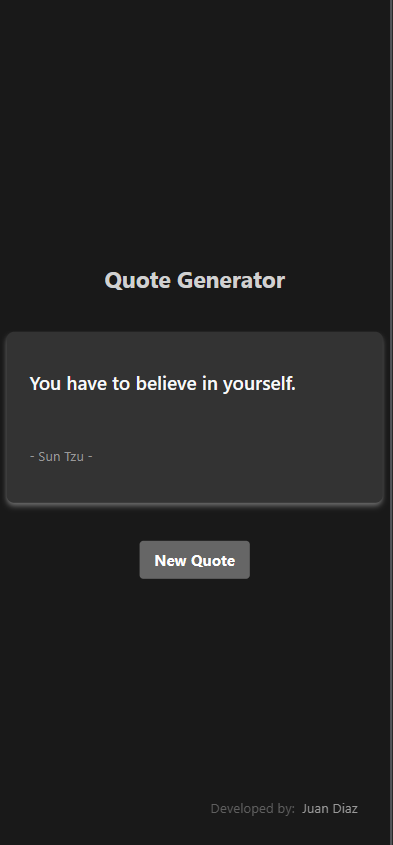 Quote Generator
You have to believe in yourself.
- Sun Tzu -
New Quote
Developed by: Juan Diaz